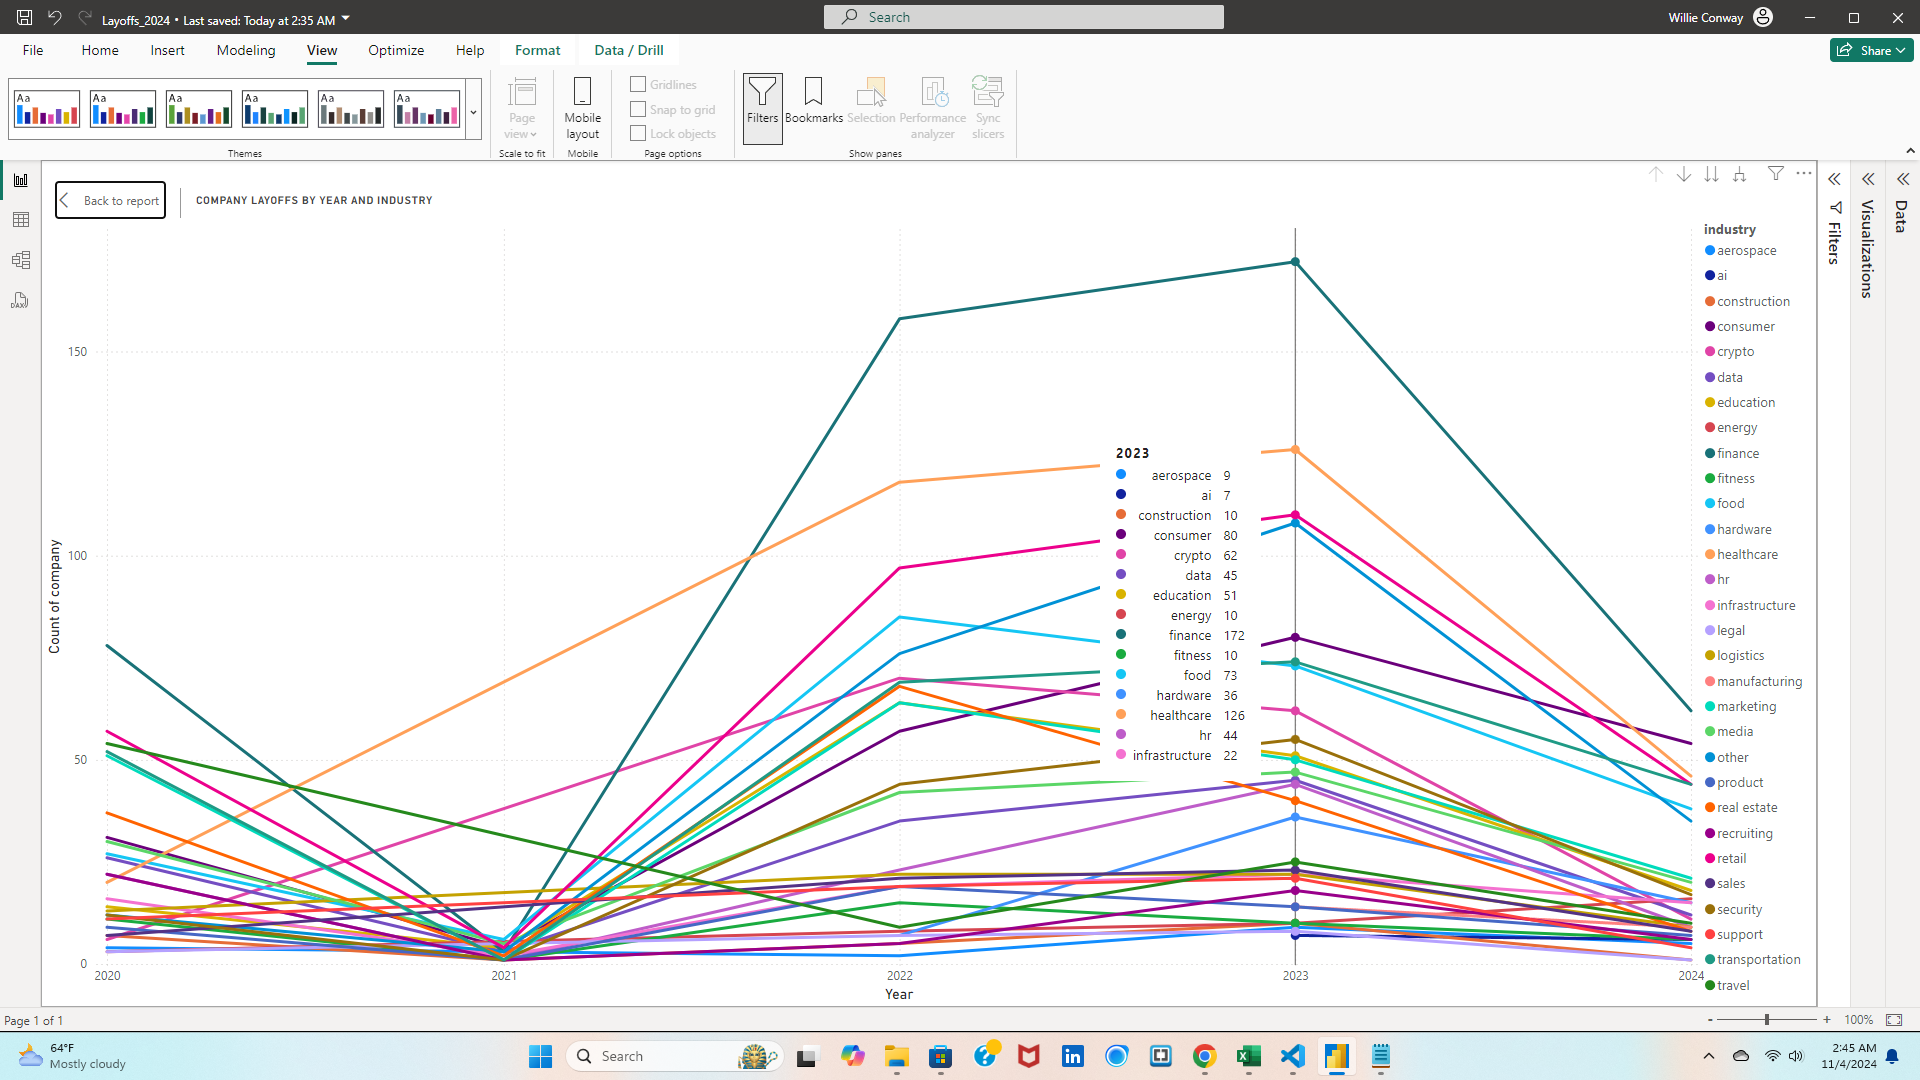 Layoffs_2024 • Last saved: Today at 2:35 AM
Search
Willie Conway
File Home Insert Modeling View Optimize Help Format Data / Drill
Share
Aa Aa Aa Aa Aa Aa
Page view
Mobile layout
Gridlines
Snap to grid
Lock objects
Filters
Bookmarks
Selection
Performance analyzer
Sync slicers
Themes
Scale to fit
Mobile
Page options
Show panes
Back to report
COMPANY LAYOFFS BY YEAR AND INDUSTRY
Filters
Visualizations
Data
DAX
Count of company
150
100
50
0
2020 2021 2022 2023 2024
Year
2023
aerospace 9
ai 7
construction 10
consumer 80
crypto 62
data 45
education 51
energy 10
finance 172
fitness 10
food 73
hardware 36
healthcare 126
hr 44
infrastructure 22
industry
aerospace
ai
construction
consumer
crypto
data
education
energy
finance
fitness
food
hardware
healthcare
hr
infrastructure
legal
logistics
manufacturing
marketing
media
other
product
real estate
recruiting
retail
sales
security
support
transportation
travel
Page 1 of 1
- + 100%
64°F
Mostly cloudy
Search
2:45 AM
11/4/2024